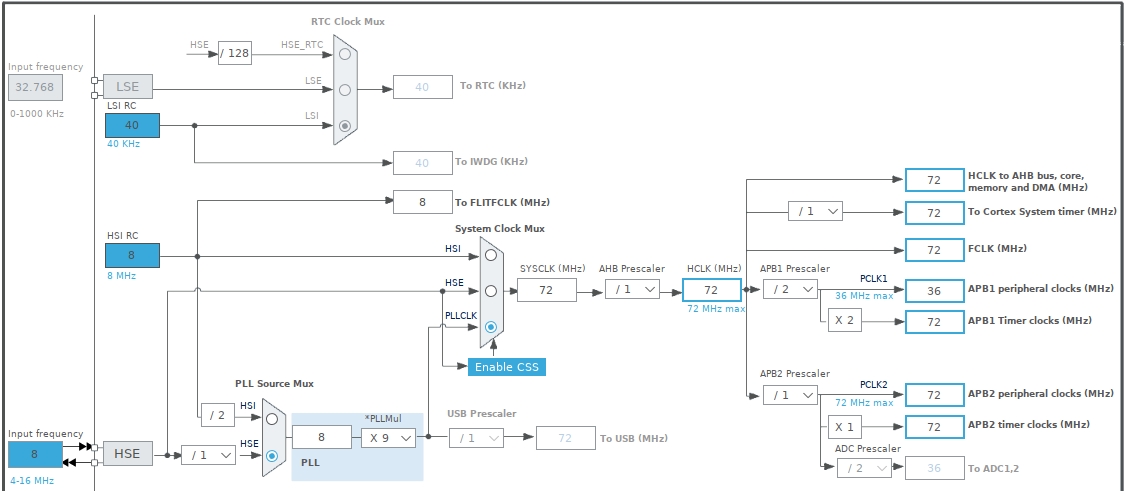 RTC Clock Mux
HSE
/ 128
HSE_RTC
Input frequency
32.768
0-1000 KHz
LSE
LSE
40
To RTC (KHz)
LSI RC
40
40 KHz
LSI
40
To IWDG (KHz)
8
To FLITFCLK (MHz)
HSI RC
8
8 MHz
System Clock Mux
HSI
HSE
PLLCLK
Enable CSS
SYSCLK (MHz)
72
AHB Prescaler
/ 1
HCLK (MHz)
72
72 MHz max
72
HCLK to AHB bus, core,
memory and DMA (MHz)
/ 1
72
To Cortex System timer (MHz)
72
FCLK (MHz)
APB1 Prescaler
/ 2
PCLK1
36 MHz max
36
APB1 peripheral clocks (MHz)
X 2
72
APB1 Timer clocks (MHz)
APB2 Prescaler
/ 1
PCLK2
72 MHz max
72
APB2 peripheral clocks (MHz)
X 1
72
APB2 timer clocks (MHz)
ADC Prescaler
/ 2
36
To ADC1,2
PLL Source Mux
/ 2
HSI
HSE
Input frequency
8
4-16 MHz
HSE
/ 1
8
PLL
*PLLMul
X 9
USB Prescaler
/ 1
72
To USB (MHz)